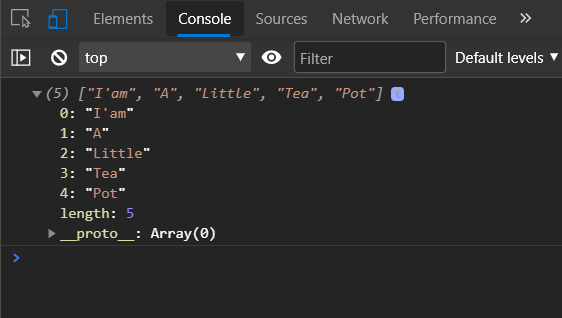 Elements Console Sources Network Performance »
top ▼ Filter Default levels ▼
▼ (5) ["I'am", "A", "Little", "Tea", "Pot"] i
0: "I'am"
1: "A"
2: "Little"
3: "Tea"
4: "Pot"
length: 5
▶ __proto__: Array(0)
>